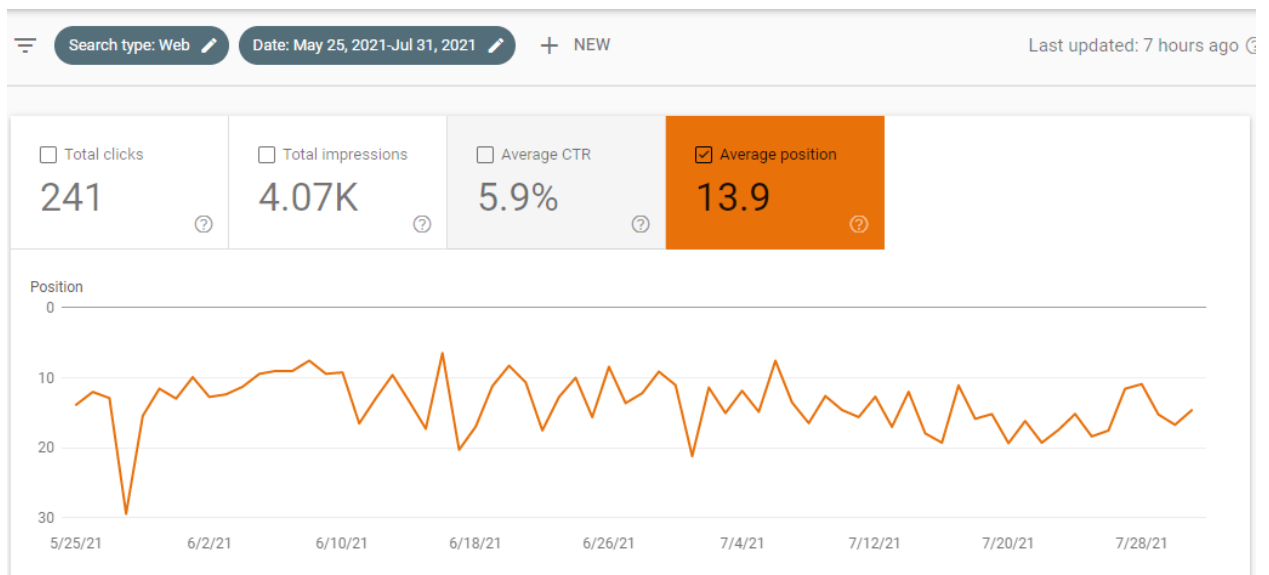 Search type: Web Date: May 25, 2021-Jul 31, 2021 + NEW Last updated: 7 hours ago
Total clicks Total impressions Average CTR Average position
241 4.07K 5.9% 13.9
Position
0
10
20
30
5/25/21 6/2/21 6/10/21 6/18/21 6/26/21 7/4/21 7/12/21 7/20/21 7/28/21